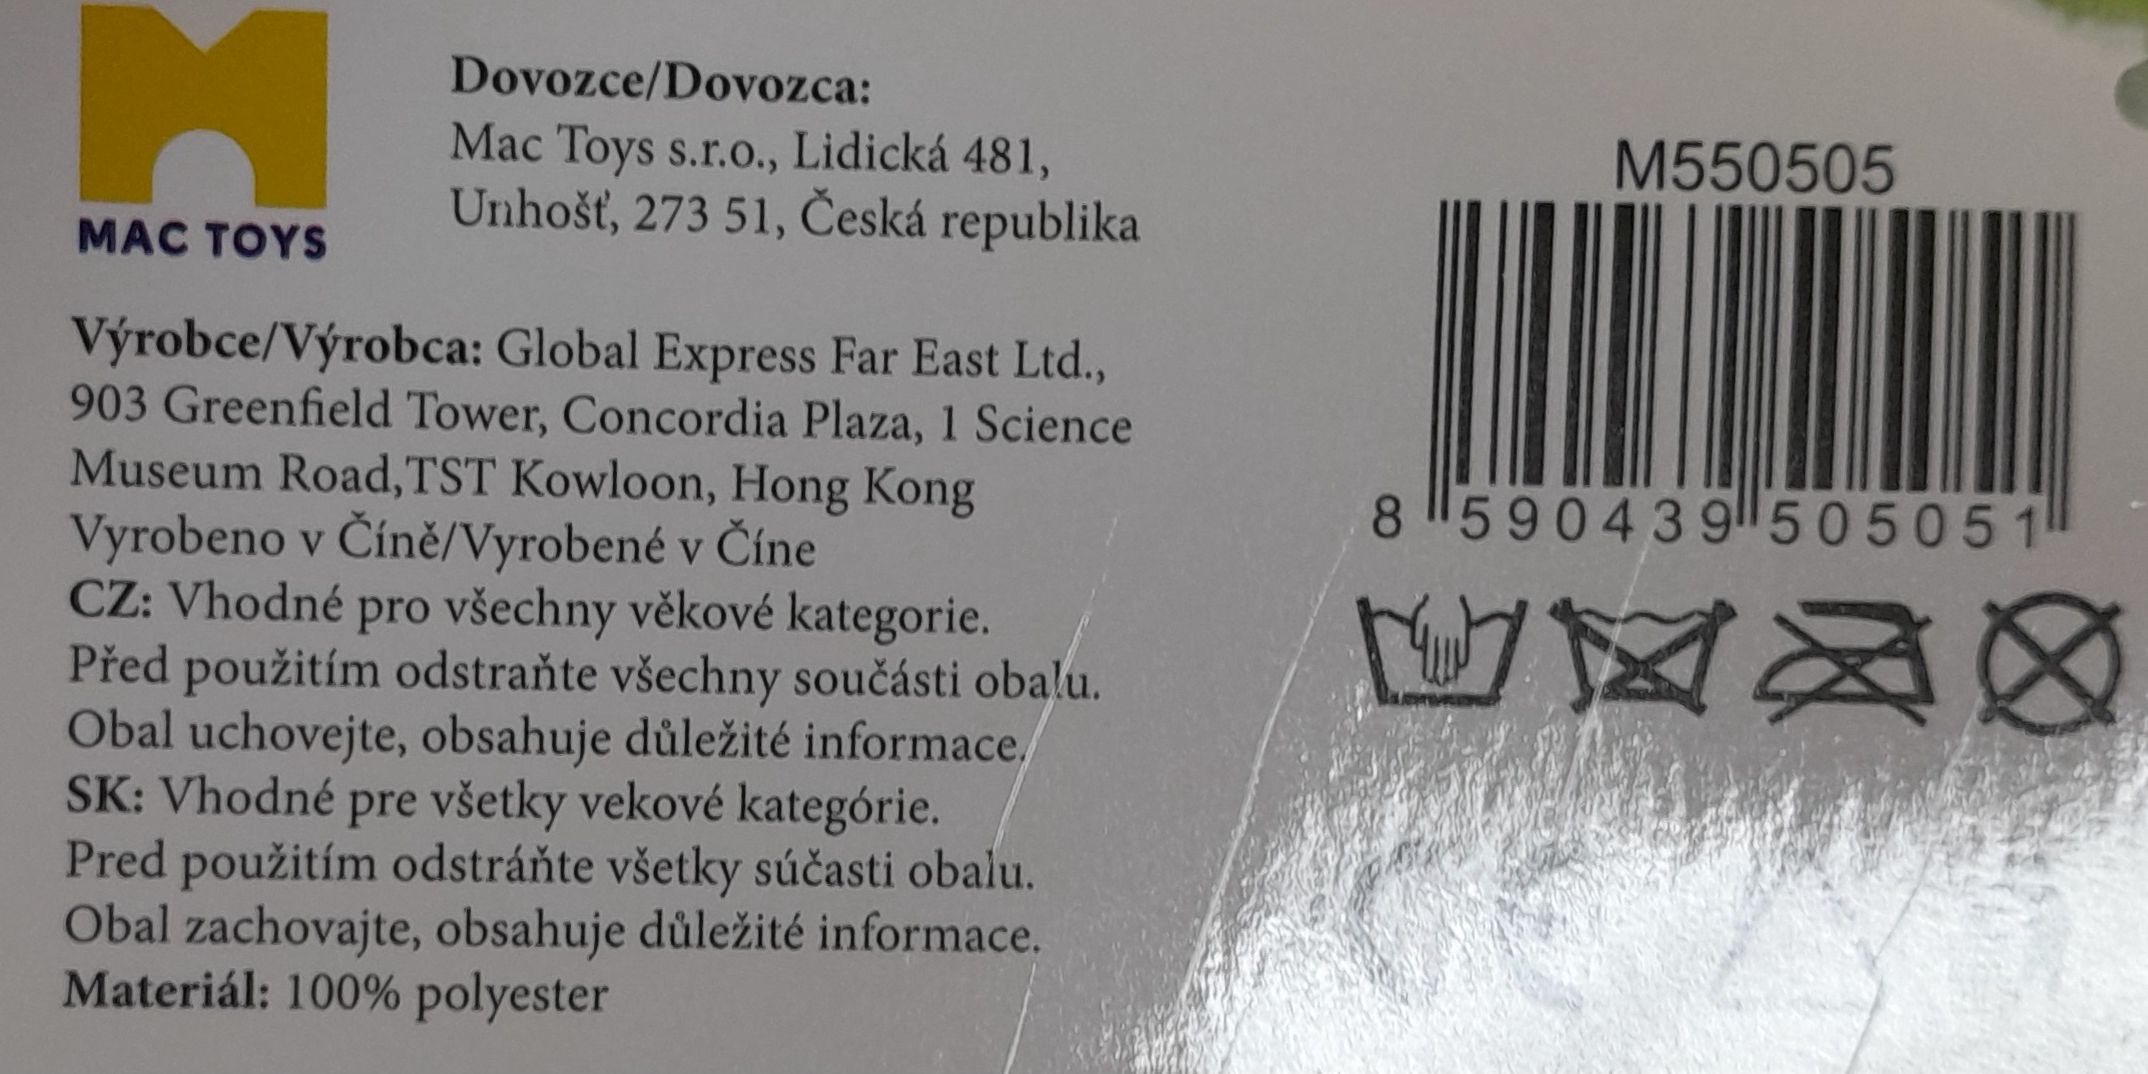 MAC TOYS
Dovozce/Dovozca:
Mac Toys s.r.o., Lidická 481,
Unhošť, 273 51, Česká republika
Výrobce/Výrobca: Global Express Far East Ltd.,
903 Greenfield Tower, Concordia Plaza, 1 Science
Museum Road,TST Kowloon, Hong Kong
Vyrobeno v Číně/Vyrobené v Číne
CZ: Vhodné pro všechny věkové kategorie.
Před použitím odstraňte všechny součásti obalu.
Obal uchovejte, obsahuje důležité informace.
SK: Vhodné pre všetky vekové kategórie.
Pred použitím odstráňte všetky súčasti obalu.
Obal zachovajte, obsahuje důležité informace.
Materiál: 100% polyester
M550505
8 590439 505051